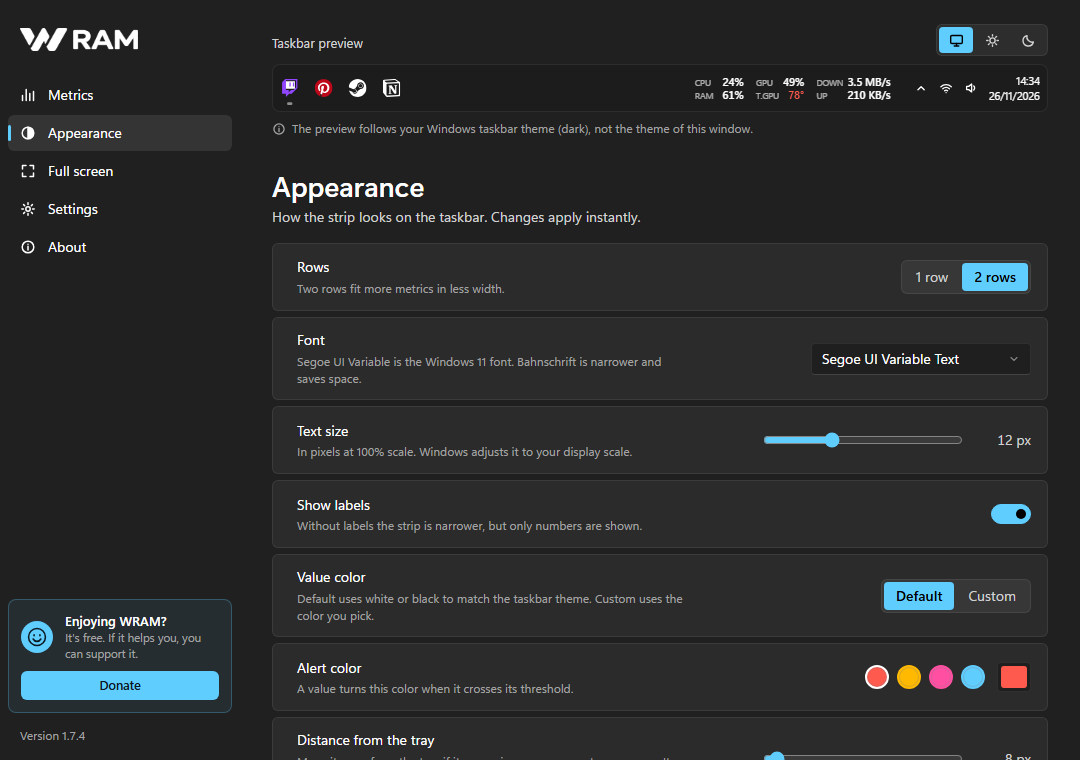 WRAM
Metrics
Appearance
Full screen
Settings
About
Enjoying WRAM?
It's free. If it helps you, you
can support it.
Donate
Version 1.7.4
Taskbar preview
N
CPU 24% GPU 49% DOWN 3.5 MB/s
RAM 61% T.GPU 78° UP 210 KB/s
14:34
26/11/2026
The preview follows your Windows taskbar theme (dark), not the theme of this window.
Appearance
How the strip looks on the taskbar. Changes apply instantly.
Rows
Two rows fit more metrics in less width.
1 row 2 rows
Font
Segoe UI Variable is the Windows 11 font. Bahnschrift is narrower and
saves space.
Segoe UI Variable Text
Text size
In pixels at 100% scale. Windows adjusts it to your display scale.
12 px
Show labels
Without labels the strip is narrower, but only numbers are shown.
Value color
Default uses white or black to match the taskbar theme. Custom uses the
color you pick.
Default Custom
Alert color
A value turns this color when it crosses its threshold.
Distance from the tray
8 px